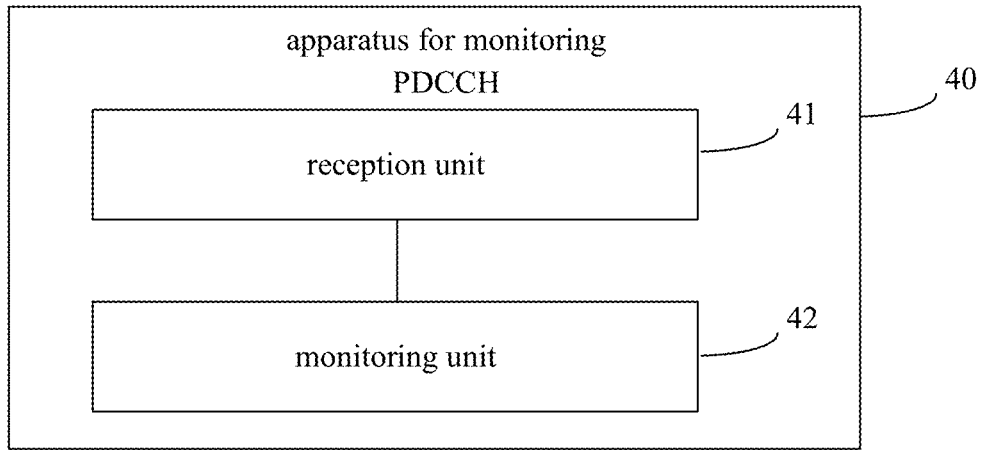 apparatus for monitoring
PDCCH
40
41
reception unit
42
monitoring unit